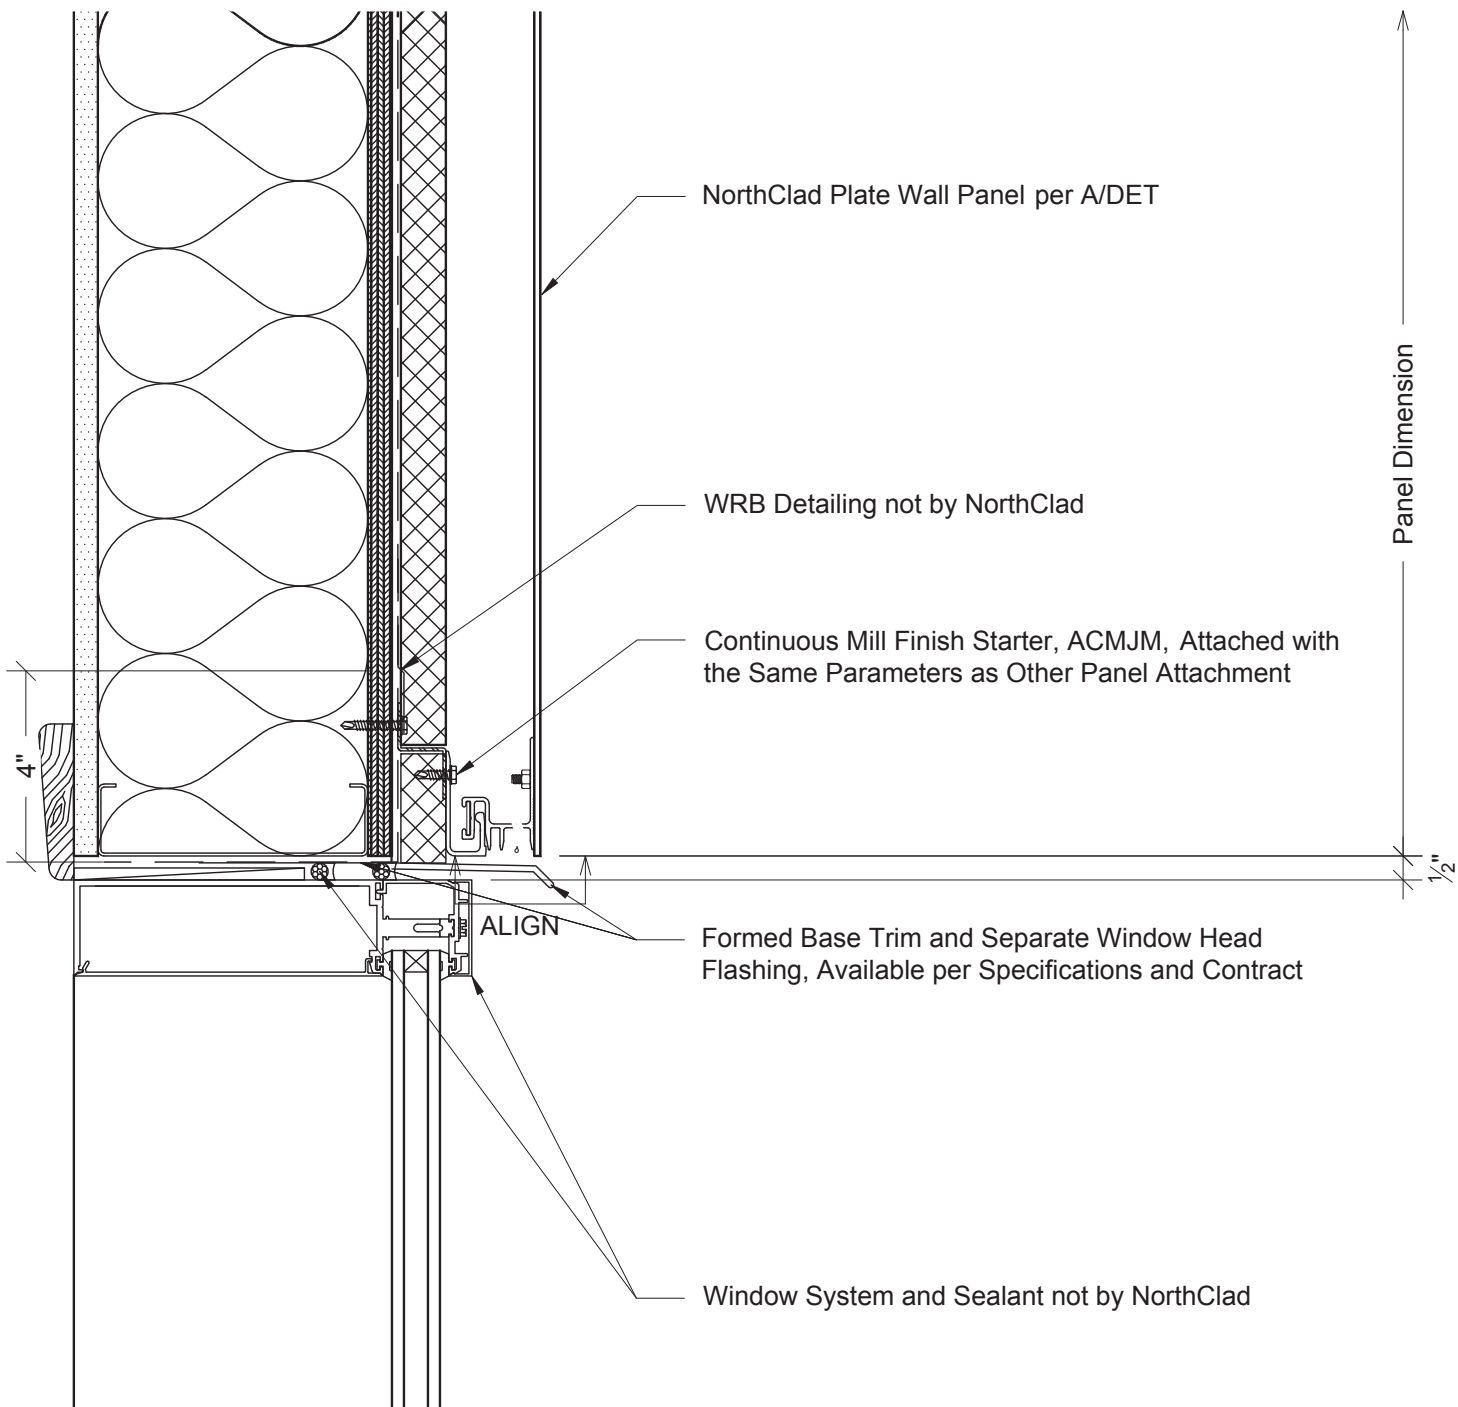 NorthClad Plate Wall Panel per A/DET
Panel Dimension
WRB Detailing not by NorthClad
Continuous Mill Finish Starter, ACMJM, Attached with
the Same Parameters as Other Panel Attachment
4"
1/2"
ALIGN
Formed Base Trim and Separate Window Head
Flashing, Available per Specifications and Contract
Window System and Sealant not by NorthClad